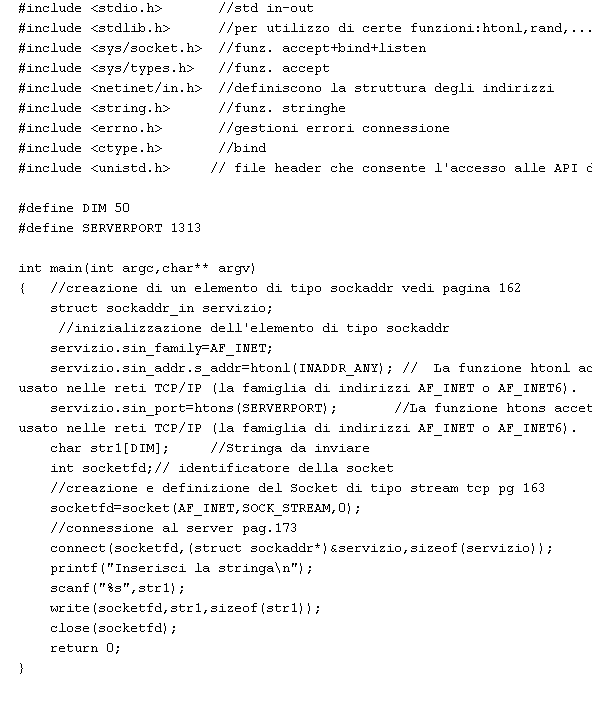 #include <stdio.h>       //std in-out
#include <stdlib.h>      //per utilizzo di certe funzioni:htonl,rand,...
#include <sys/socket.h>  //funz. accept+bind+listen
#include <sys/types.h>   //funz. accept
#include <netinet/in.h>  //definiscono la struttura degli indirizzi
#include <string.h>      //funz. stringhe
#include <errno.h>       //gestioni errori connessione
#include <ctype.h>       //bind
#include <unistd.h>     // file header che consente l'accesso alle API d
#define DIM 50
#define SERVERPORT 1313
int main(int argc,char** argv)
{   //creazione di un elemento di tipo sockaddr vedi pagina 162
    struct sockaddr_in servizio;
     //inizializzazione dell'elemento di tipo sockaddr
    servizio.sin_family=AF_INET;
    servizio.sin_addr.s_addr=htonl(INADDR_ANY); //  La funzione htonl ac
usato nelle reti TCP/IP (la famiglia di indirizzi AF_INET o AF_INET6).
    servizio.sin_port=htons(SERVERPORT);       //La funzione htons accet
usato nelle reti TCP/IP (la famiglia di indirizzi AF_INET o AF_INET6).
    char str1[DIM];     //Stringa da inviare
    int socketfd;// identificatore della socket
    //creazione e definizione del Socket di tipo stream tcp pg 163
    socketfd=socket(AF_INET,SOCK_STREAM,0);
    //connessione al server pag.173
    connect(socketfd,(struct sockaddr*)&servizio,sizeof(servizio));
    printf("Inserisci la stringa\n");
    scanf("%s",str1);
    write(socketfd,str1,sizeof(str1));
    close(socketfd);
    return 0;
}